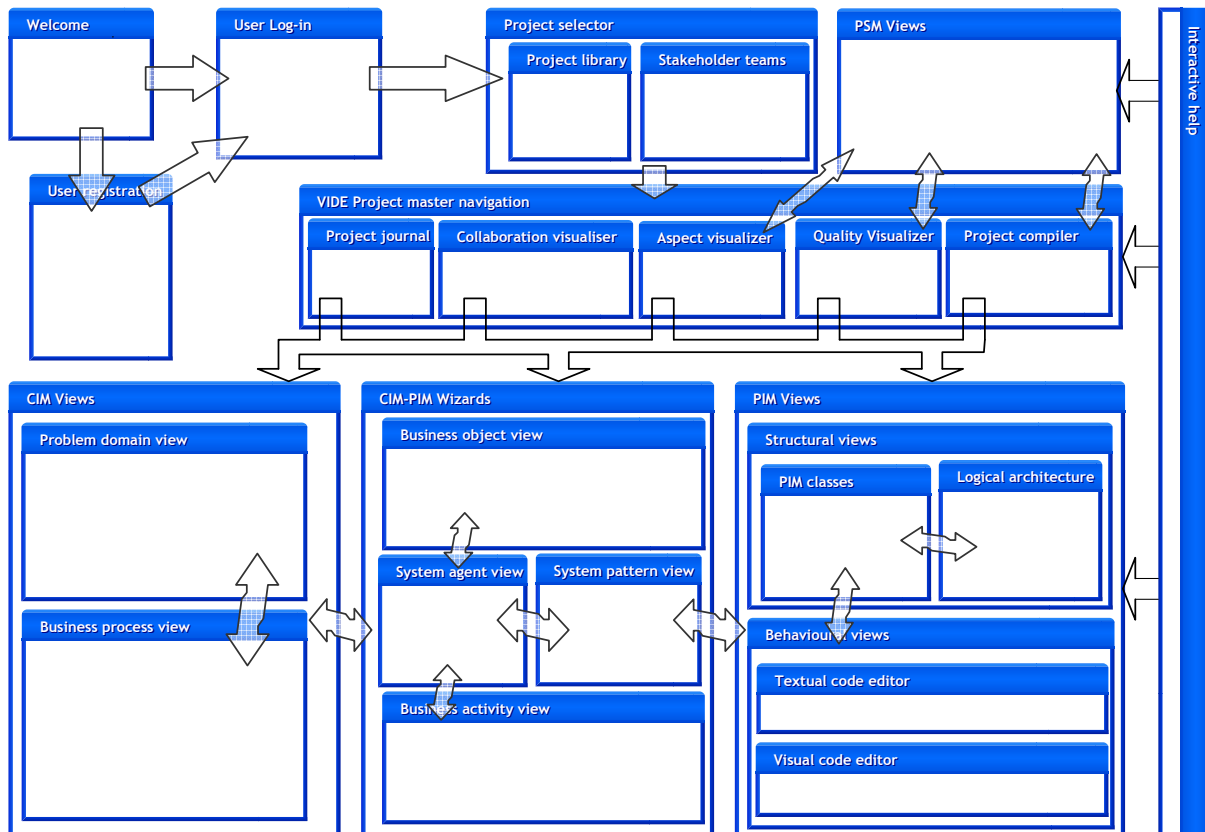 Welcome
User Log-in
Project selector
PSM Views
Project library
Stakeholder teams
Interactive help
User registration
VIDE Project master navigation
Project journal
Collaboration visualiser
Aspect visualizer
Quality Visualizer
Project compiler
CIM Views
CIM-PIM Wizards
PIM Views
Problem domain view
Business object view
Structural views
PIM classes
Logical architecture
System agent view
System pattern view
Business process view
Behavioural views
Textual code editor
Business activity view
Visual code editor